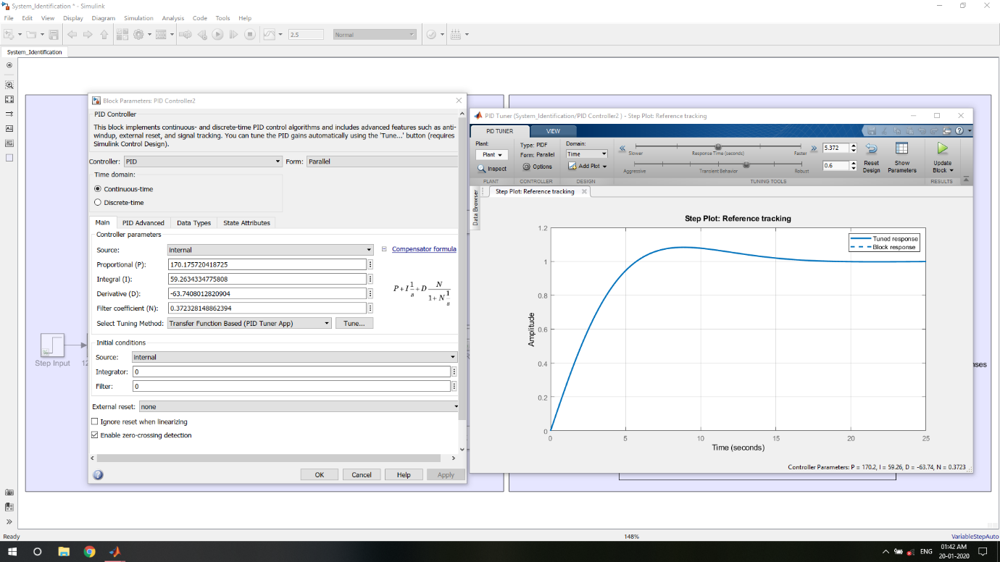 System_Identification * - Simulink
File Edit View Display Diagram Simulation Analysis Code Tools Help
2.5 Normal
System_Identification
Block Parameters: PID Controller2
PID Controller
This block implements continuous- and discrete-time PID control algorithms and includes advanced features such as anti-
windup, external reset, and signal tracking. You can tune the PID gains automatically using the 'Tune...' button (requires
Simulink Control Design).
Controller: PID Form: Parallel
Time domain:
Continuous-time
Discrete-time
Main PID Advanced Data Types State Attributes
Controller parameters
Source: internal Compensator formula
Proportional (P): 170.175720418725
Integral (I): 59.2634334775808
Derivative (D): -63.7408012820904
Filter coefficient (N): 0.372328148862394
P+I 1/s +D N/(1+N 1/s)
Select Tuning Method: Transfer Function Based (PID Tuner App) Tune...
Initial conditions
Source: internal
Integrator: 0
Filter: 0
External reset: none
Ignore reset when linearizing
Enable zero-crossing detection
OK Cancel Help Apply
Step Input 12
PID Tuner (System_Identification/PID Controller2 ) - Step Plot: Reference tracking
PID TUNER VIEW
Plant:
Plant
Inspect
PLANT
Type: PIDF
Form: Parallel
Options
CONTROLLER
Domain:
Time
Add Plot
DESIGN
Slower Response Time (seconds) Faster 5.372
Aggressive Transient Behavior Robust 0.6
Reset
Design
Show
Parameters
TUNING TOOLS
Update
Block
RESULTS
Data Browser
Step Plot: Reference tracking
Step Plot: Reference tracking
Tuned response
Block response
Amplitude
1.2
1
0.8
0.6
0.4
0.2
0
0 5 10 15 20 25
Time (seconds)
Controller Parameters: P = 170.2, I = 59.26, D = -63.74, N = 0.3723
nses
Ready 148% VariableStepAuto
ENG
01:42 AM
20-01-2020